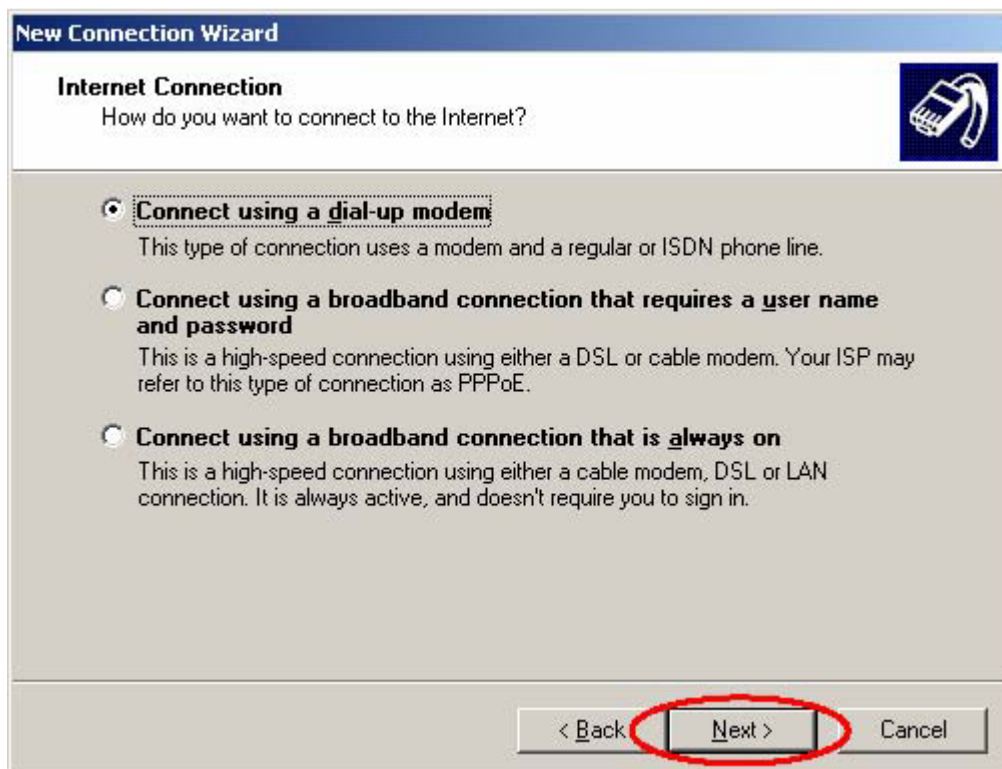 New Connection Wizard
Internet Connection
How do you want to connect to the Internet?
Connect using a dial-up modem
This type of connection uses a modem and a regular or ISDN phone line.
Connect using a broadband connection that requires a user name
and password
This is a high-speed connection using either a DSL or cable modem. Your ISP may
refer to this type of connection as PPPoE.
Connect using a broadband connection that is always on
This is a high-speed connection using either a cable modem, DSL or LAN
connection. It is always active, and doesn't require you to sign in.
< Back Next > Cancel